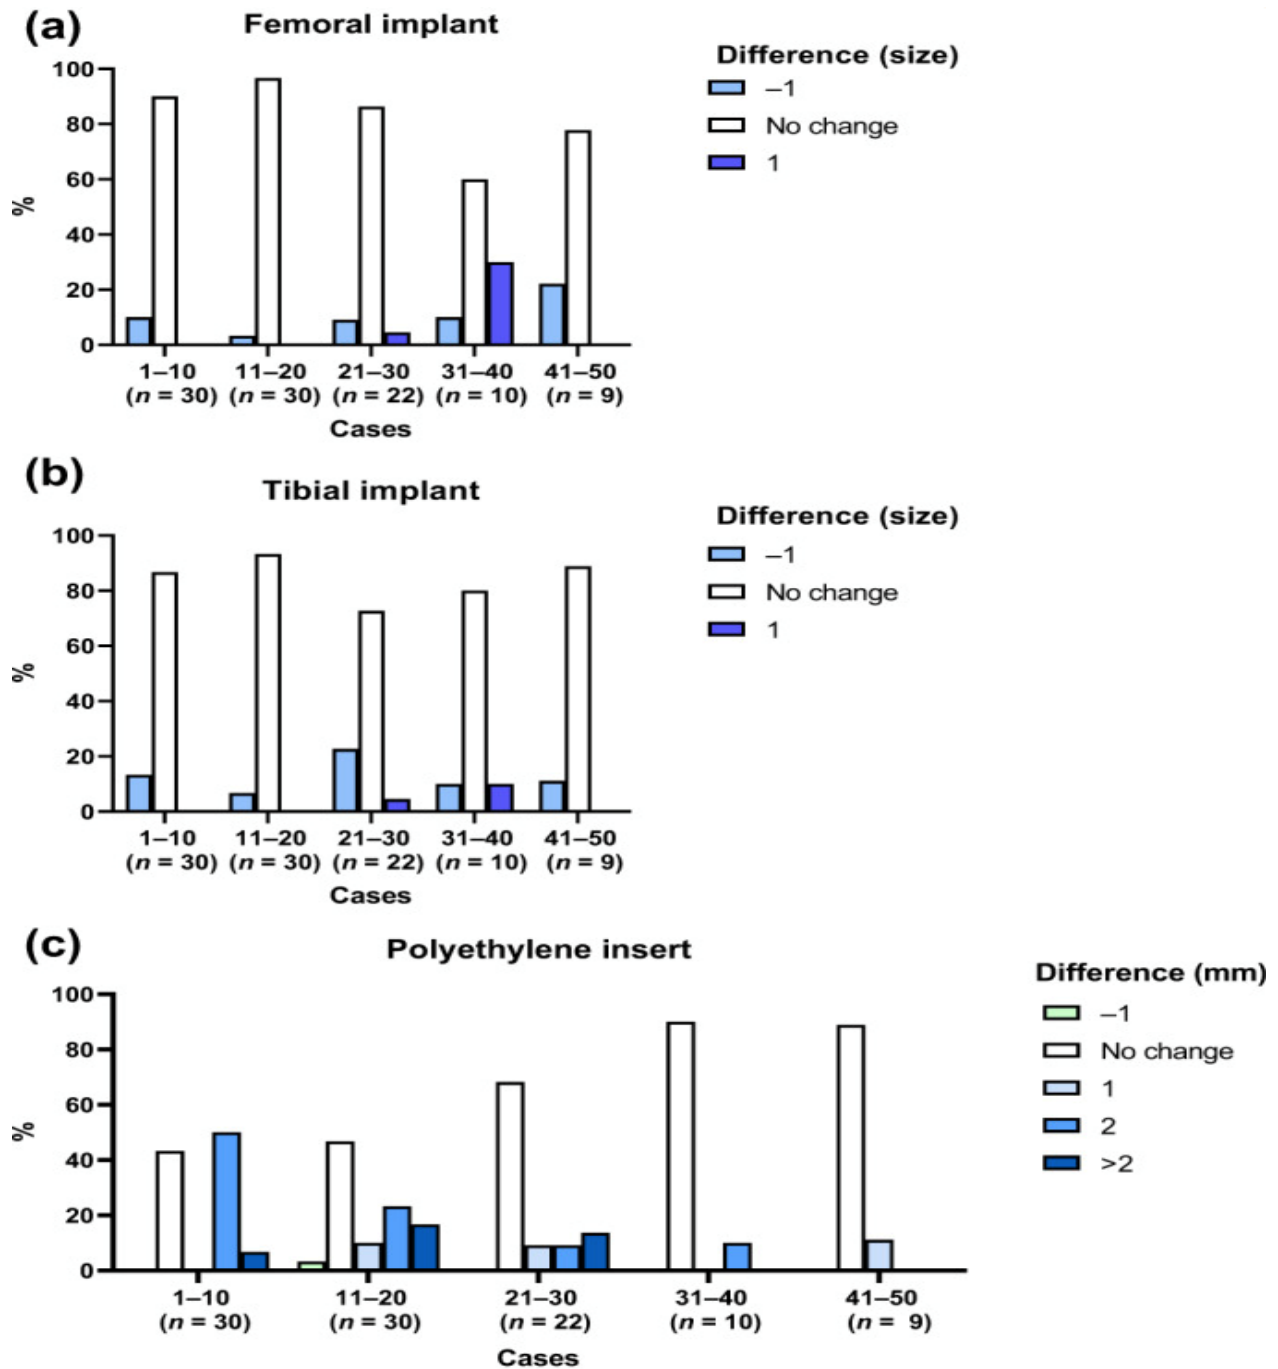 (a)
Femoral implant
Difference (size)
–1
No change
1
100
80
60
40
20
0
%
1–10 11–20 21–30 31–40 41–50
(n = 30) (n = 30) (n = 22) (n = 10) (n = 9)
Cases
(b)
Tibial implant
Difference (size)
–1
No change
1
100
80
60
40
20
0
%
1–10 11–20 21–30 31–40 41–50
(n = 30) (n = 30) (n = 22) (n = 10) (n = 9)
Cases
(c)
Polyethylene insert
Difference (mm)
–1
No change
1
2
>2
100
80
60
40
20
0
%
1–10 11–20 21–30 31–40 41–50
(n = 30) (n = 30) (n = 22) (n = 10) (n = 9)
Cases